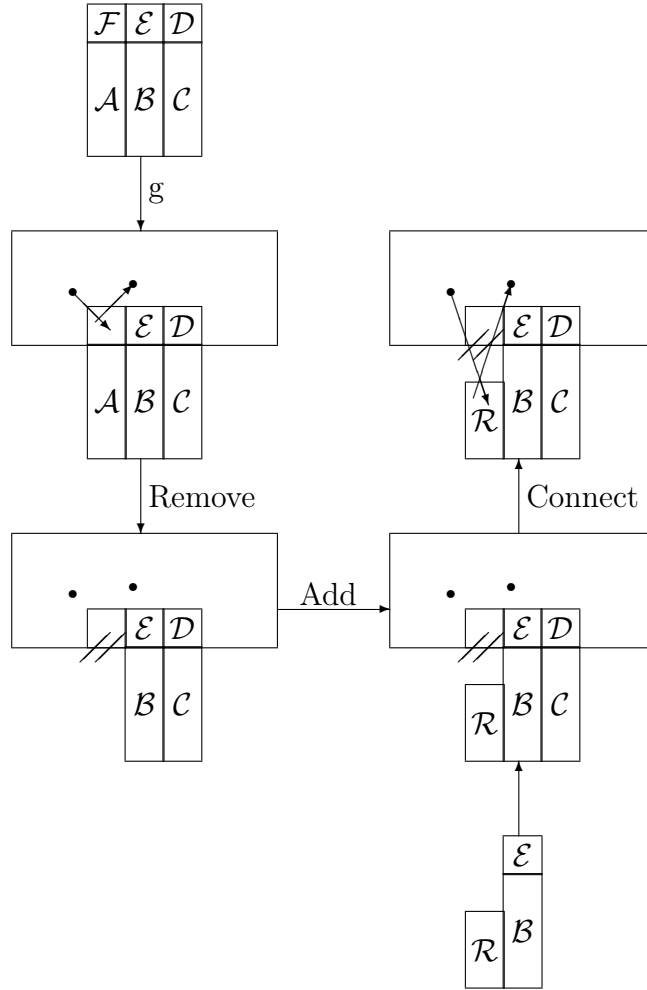 ℱ ℰ 𝒟
𝒜 ℬ 𝒞
g
ℰ 𝒟
𝒜 ℬ 𝒞
ℰ 𝒟
ℛ ℬ 𝒞
Remove
Connect
ℰ 𝒟
ℬ 𝒞
Add
ℰ 𝒟
ℛ ℬ 𝒞
ℰ
ℛ ℬ